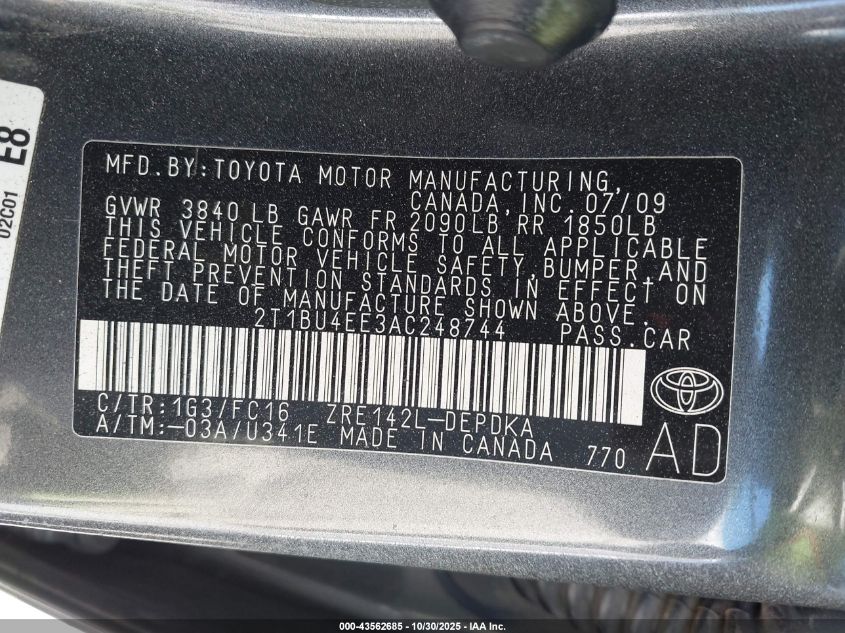 E8
02C01
MFD.BY:TOYOTA MOTOR MANUFACTURING,
CANADA,INC.07/09
GVWR 3840LB GAWR FR 2090LB RR 1850LB
THIS VEHICLE CONFORMS TO ALL APPLICABLE
FEDERAL MOTOR VEHICLE SAFETY,BUMPER,AND
THEFT PREVENTION STANDARDS IN EFFECT ON
THE DATE OF MANUFACTURE SHOWN ABOVE.
2T1BU4EE3AC248744 PASS.CAR
C/TR:1G3/FC16 ZRE142L-DEPDKA
A/TM:-03A/U341E MADE IN CANADA 770
AD
000-43562685 - 10/30/2025 - IAA Inc.